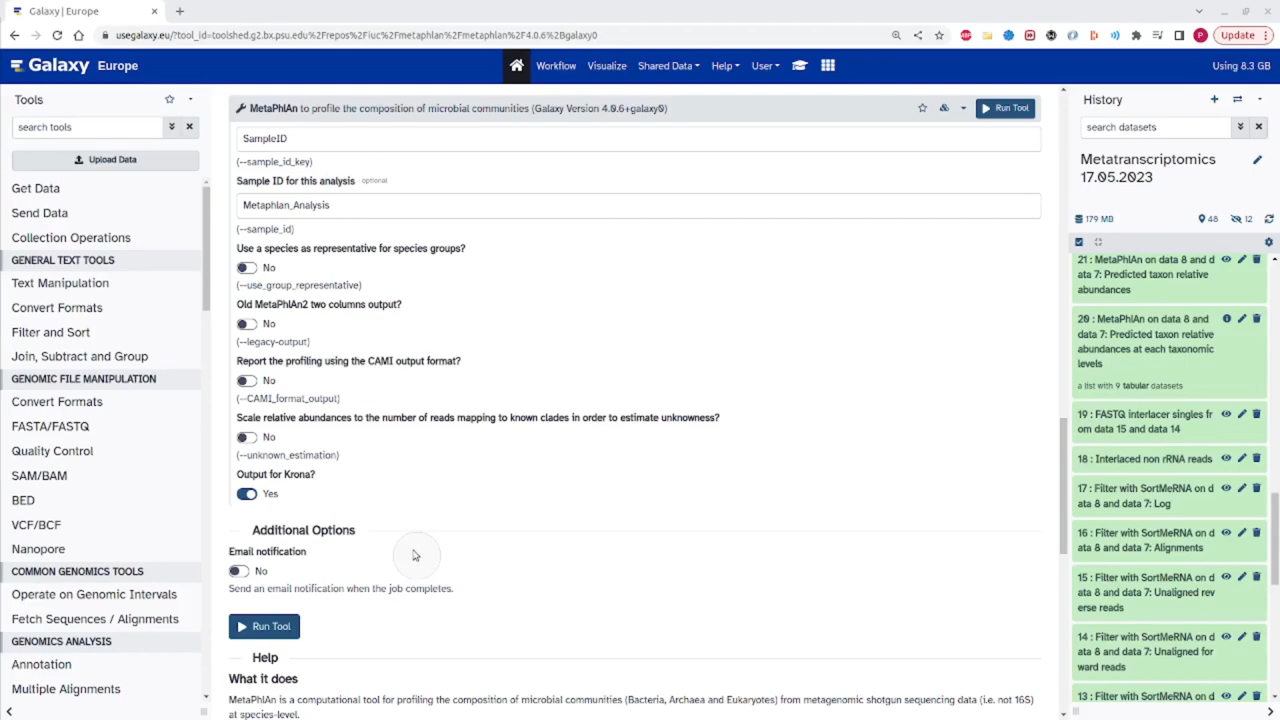 Galaxy | Europe
usegalaxy.eu/?tool_id=toolshed.g2.bx.psu.edu%2Frepos%2Fiuc%2Fmetaphlan%2Fmetaphlan%2F4.0.6%2Bgalaxy0
Update
Galaxy Europe
Workflow Visualize Shared Data Help User
Using 8.3 GB
Tools
search tools
Upload Data
Get Data
Send Data
Collection Operations
GENERAL TEXT TOOLS
Text Manipulation
Convert Formats
Filter and Sort
Join, Subtract and Group
GENOMIC FILE MANIPULATION
Convert Formats
FASTA/FASTQ
Quality Control
SAM/BAM
BED
VCF/BCF
Nanopore
COMMON GENOMICS TOOLS
Operate on Genomic Intervals
Fetch Sequences / Alignments
GENOMICS ANALYSIS
Annotation
Multiple Alignments
MetaPhlAn to profile the composition of microbial communities (Galaxy Version 4.0.6+galaxy0)
Run Tool
SampleID
(--sample_id_key)
Sample ID for this analysis - optional
Metaphlan_Analysis
(--sample_id)
Use a species as representative for species groups?
No
(--use_group_representative)
Old MetaPhlAn2 two columns output?
No
(--legacy-output)
Report the profiling using the CAMI output format?
No
(--CAMI_format_output)
Scale relative abundances to the number of reads mapping to known clades in order to estimate unknowness?
No
(--unknown_estimation)
Output for Krona?
Yes
Additional Options
Email notification
No
Send an email notification when the job completes.
Run Tool
Help
What it does
MetaPhlAn is a computational tool for profiling the composition of microbial communities (Bacteria, Archaea and Eukaryotes) from metagenomic shotgun sequencing data (i.e. not 16S)
at species-level.
History
search datasets
Metatranscriptomics
17.05.2023
179 MB
48
12
21 : MetaPhlAn on data 8 and d
ata 7: Predicted taxon relative
abundances
20 : MetaPhlAn on data 8 and
data 7: Predicted taxon relative
abundances at each taxonomic
levels
a list with 9 tabular datasets
19 : FASTQ interlacer singles fr
om data 15 and data 14
18 : Interlaced non rRNA reads
17 : Filter with SortMeRNA on d
ata 8 and data 7: Log
16 : Filter with SortMeRNA on d
ata 8 and data 7: Alignments
15 : Filter with SortMeRNA on d
ata 8 and data 7: Unaligned rev
erse reads
14 : Filter with SortMeRNA on d
ata 8 and data 7: Unaligned for
ward reads
13 : Filter with SortMeRNA on d